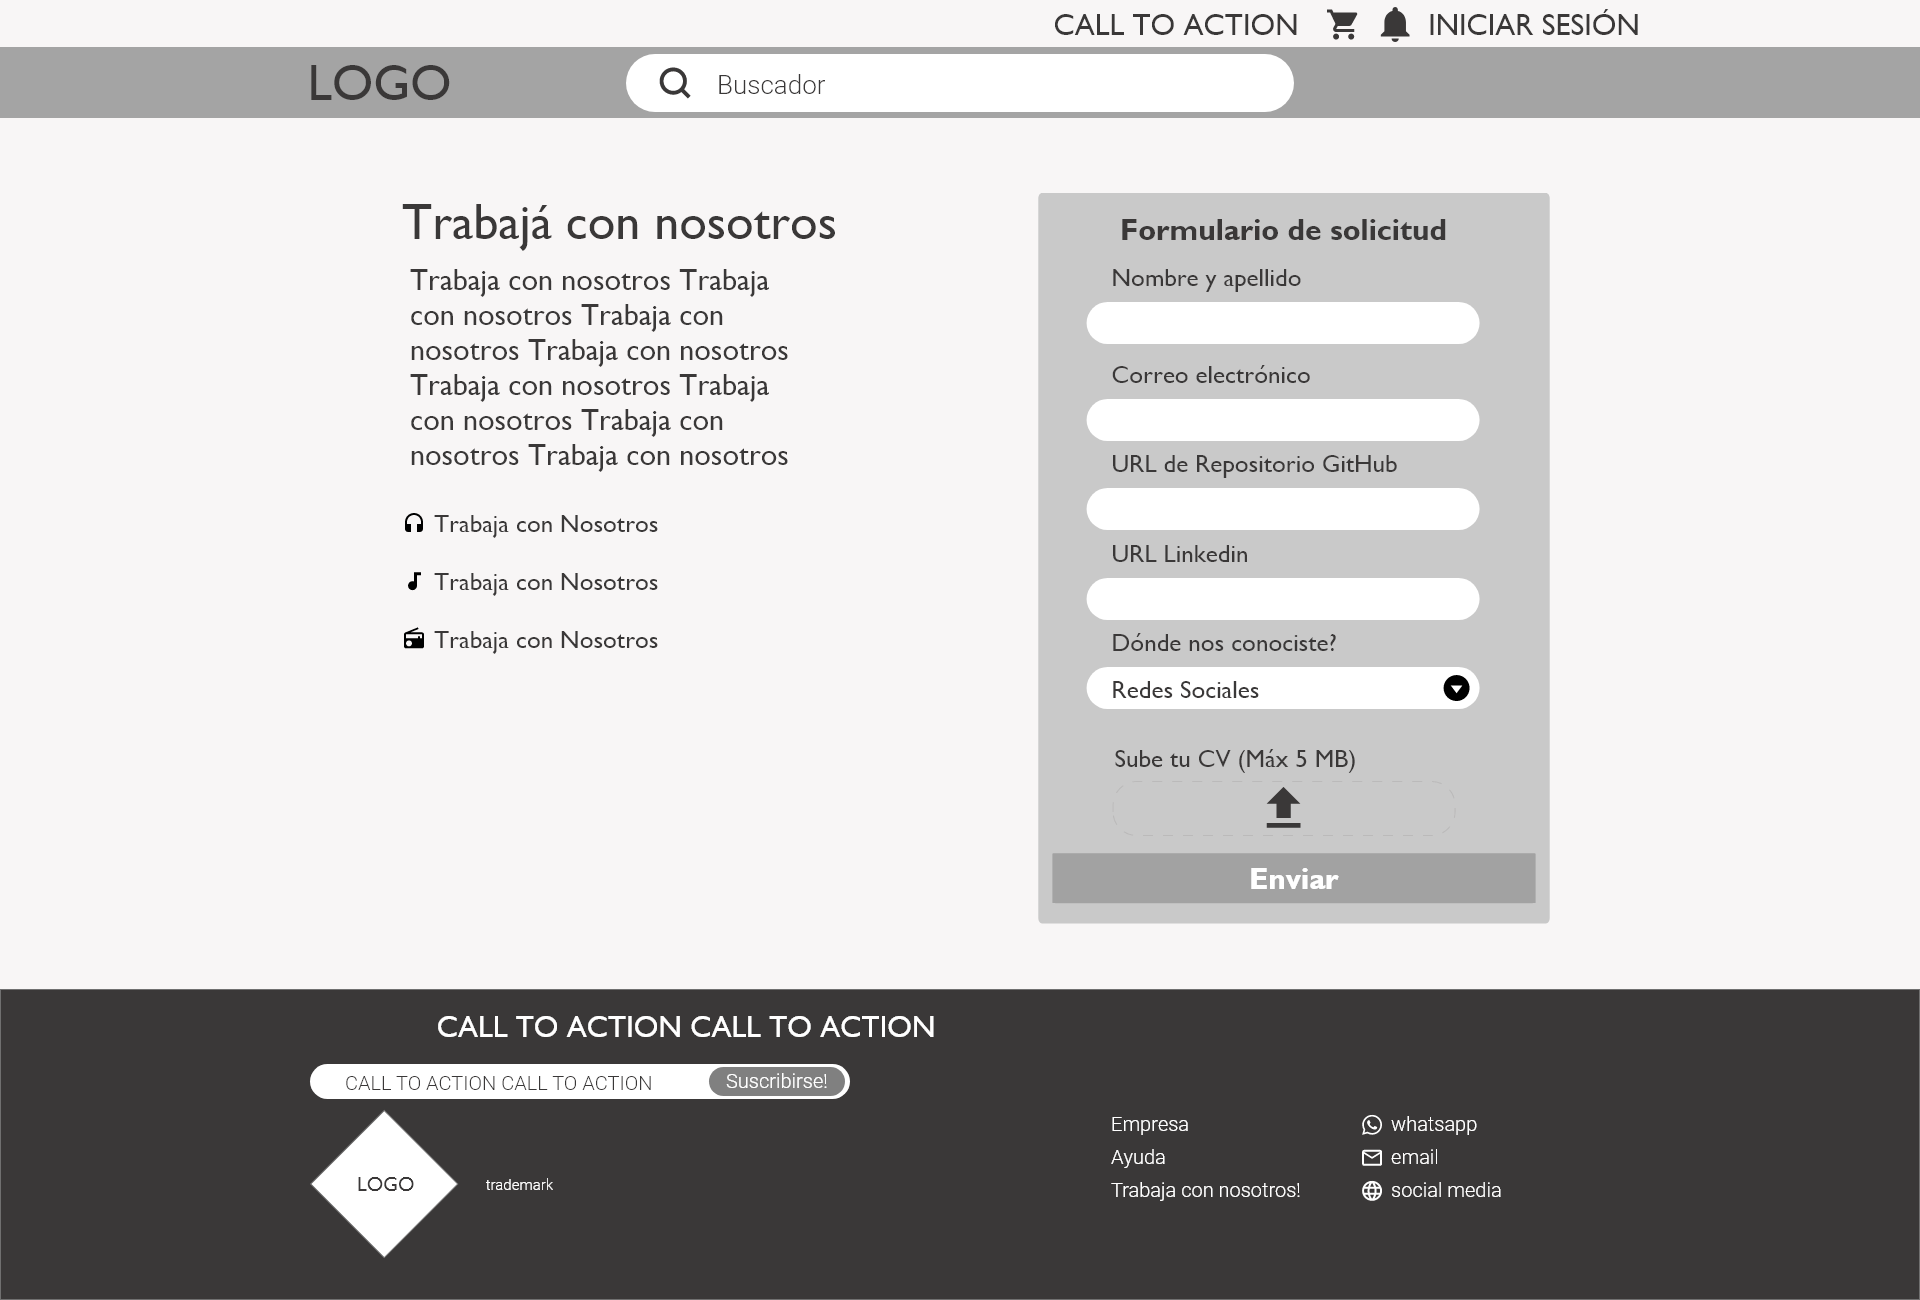 CALL TO ACTION
INICIAR SESIÓN
LOGO
Buscador
Trabajá con nosotros
Trabaja con nosotros Trabaja
con nosotros Trabaja con
nosotros Trabaja con nosotros
Trabaja con nosotros Trabaja
con nosotros Trabaja con
nosotros Trabaja con nosotros
Trabaja con Nosotros
Trabaja con Nosotros
Trabaja con Nosotros
Formulario de solicitud
Nombre y apellido
Correo electrónico
URL de Repositorio GitHub
URL Linkedin
Dónde nos conociste?
Redes Sociales
Sube tu CV (Máx 5 MB)
Enviar
CALL TO ACTION CALL TO ACTION
CALL TO ACTION CALL TO ACTION
Suscribirse!
LOGO
trademark
Empresa
Ayuda
Trabaja con nosotros!
whatsapp
email
social media